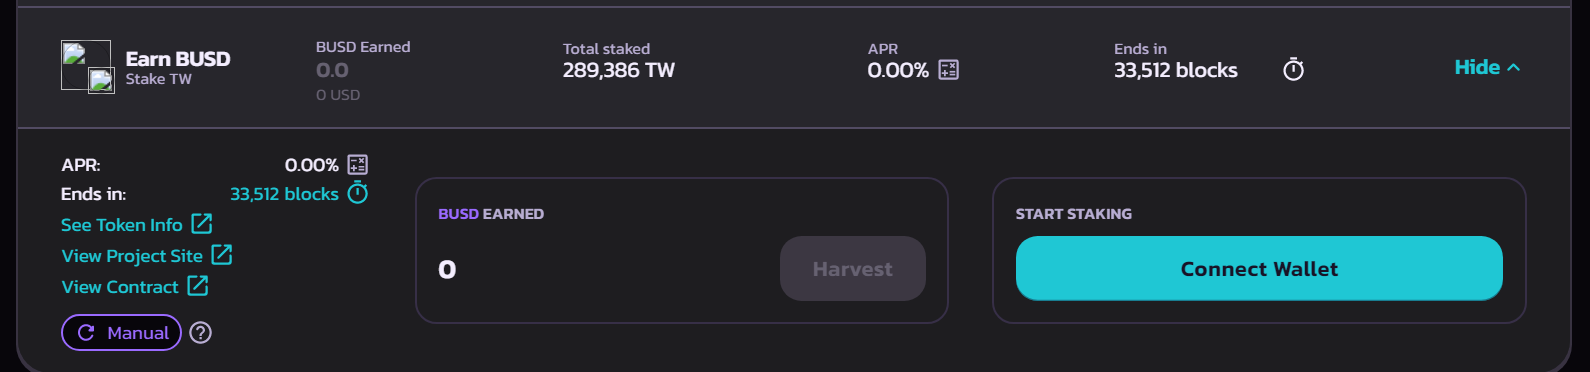 Earn BUSD
Stake TW
BUSD Earned
0.0
0 USD
Total staked
289,386 TW
APR
0.00%
Ends in
33,512 blocks
Hide
APR:
0.00%
Ends in:
33,512 blocks
See Token Info
View Project Site
View Contract
Manual
BUSD EARNED
0
Harvest
START STAKING
Connect Wallet